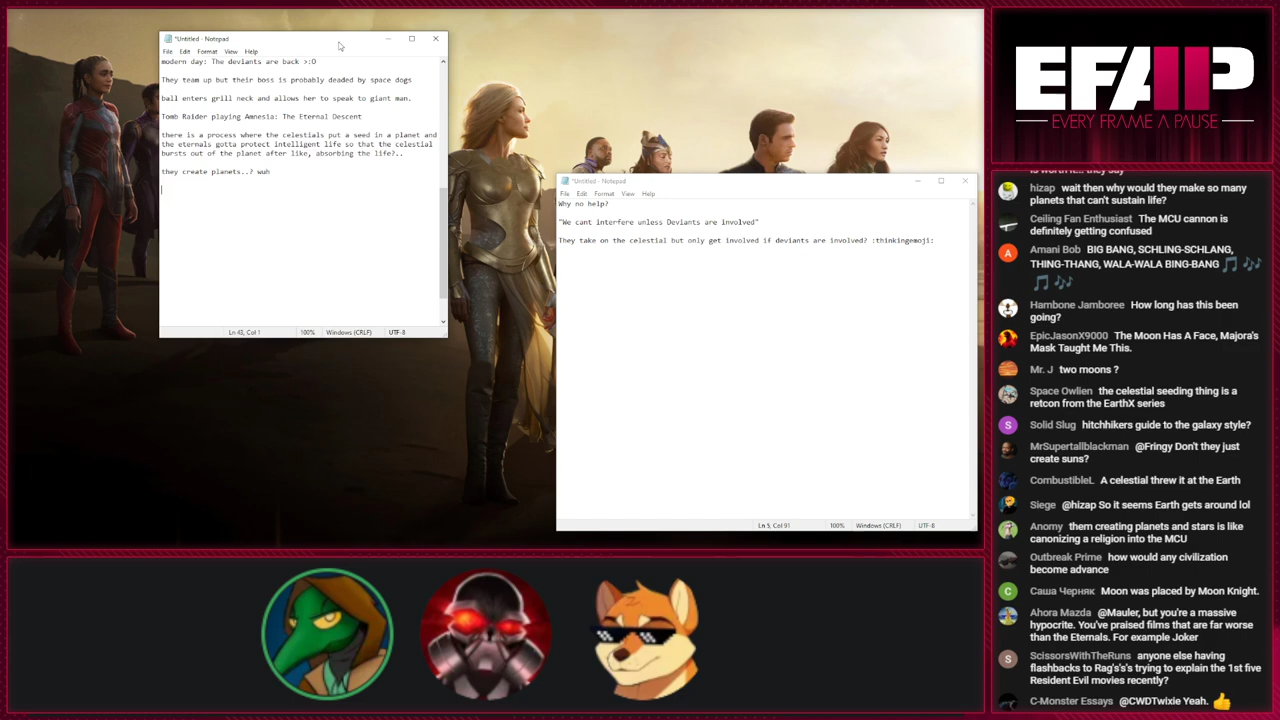 *Untitled - Notepad
File Edit Format View Help
modern day: The deviants are back >:O
They team up but their boss is probably deaded by space dogs
ball enters grill neck and allows her to speak to giant man.
Tomb Raider playing Amnesia: The Eternal Descent
there is a process where the celestials put a seed in a planet and
the eternals gotta protect intelligent life so that the celestial
bursts out of the planet after like, absorbing the life?..
they create planets..? wuh
Ln 43, Col 1 100% Windows (CRLF) UTF-8
*Untitled - Notepad
File Edit Format View Help
Why no help?
"We cant interfere unless Deviants are involved"
They take on the celestial but only get involved if deviants are involved? :thinkingemoji:
Ln 5, Col 91 100% Windows (CRLF) UTF-8
EFAP
EVERY FRAME A PAUSE
hizap wait then why would they make so many
planets that can't sustain life?
Ceiling Fan Enthusiast The MCU cannon is
definitely getting confused
Amani Bob BIG BANG, SCHLING-SCHLANG,
THING-THANG, WALA-WALA BING-BANG 🎵 🎶
🎵 🎶
Hambone Jamboree How long has this been
going?
EpicJasonX9000 The Moon Has A Face, Majora's
Mask Taught Me This.
Mr. J two moons ?
Space Owlien the celestial seeding thing is a
retcon from the EarthX series
Solid Slug hitchhikers guide to the galaxy style?
MrSupertallblackman @Fringy Don't they just
create suns?
CombustibleL A celestial threw it at the Earth
Siege @hizap So it seems Earth gets around lol
Anomy them creating planets and stars is like
canonizing a religion into the MCU
Outbreak Prime how would any civilization
become advance
Саша Черняк Moon was placed by Moon Knight.
Ahora Mazda @Mauler, but you're a massive
hypocrite. You've praised films that are far worse
than the Eternals. For example Joker
ScissorsWithTheRuns anyone else having
flashbacks to Rag's's trying to explain the 1st five
Resident Evil movies recently?
C-Monster Essays @CWDTwixie Yeah. 👍